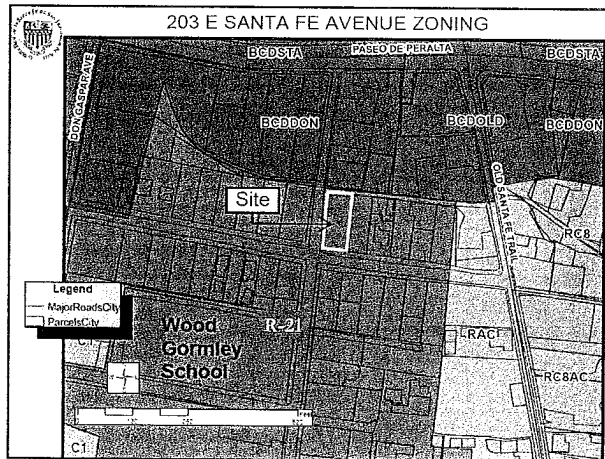 203 E SANTA FE AVENUE ZONING
BCDSTA
PASEO DE PERALTA
BCDSTA
DON GASPAR AVE
BCDDON
BCDOLD
BCDDON
OLD SANTA FE TRAIL
Site
RC8
Legend
MajorRoadsCity
ParcelsCity
C1
Wood
Gormley
School
R-21
RAC
RC8AC
C1